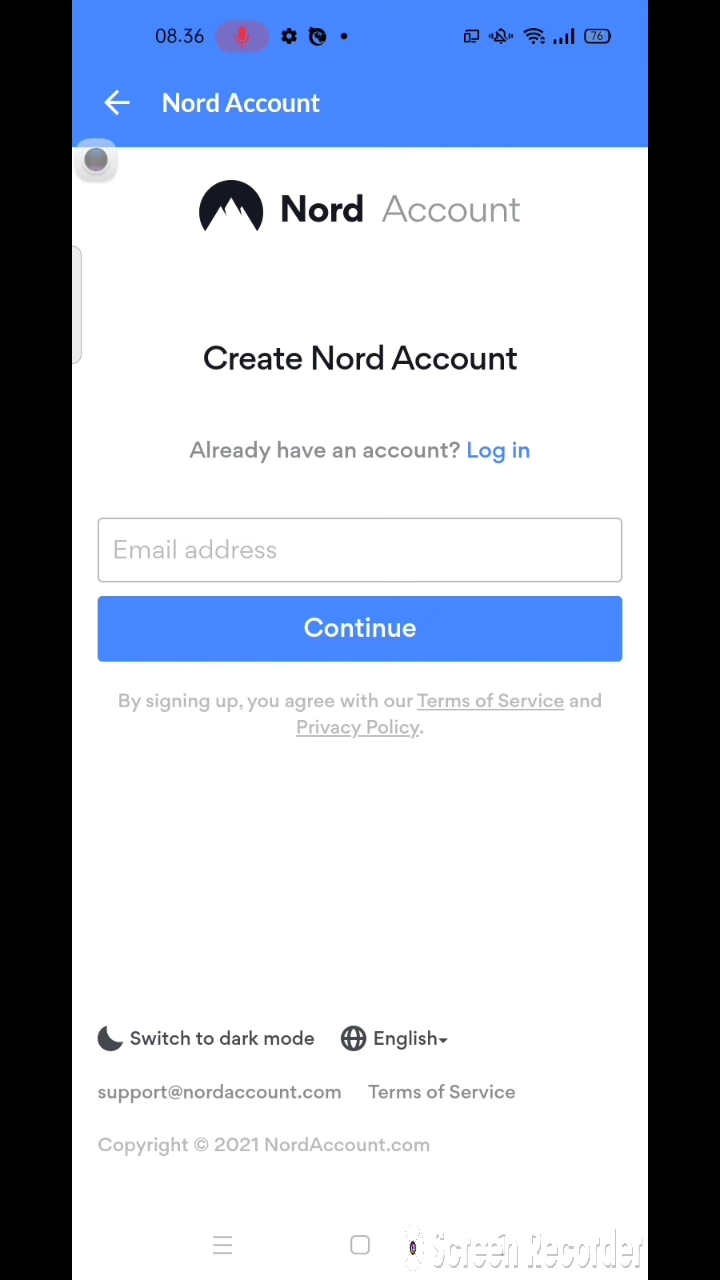 08.36
76
Nord Account
Nord Account
Create Nord Account
Already have an account? Log in
Email address
Continue
By signing up, you agree with our Terms of Service and
Privacy Policy.
Switch to dark mode
English
support@nordaccount.com
Terms of Service
Copyright © 2021 NordAccount.com
Screen Recorder